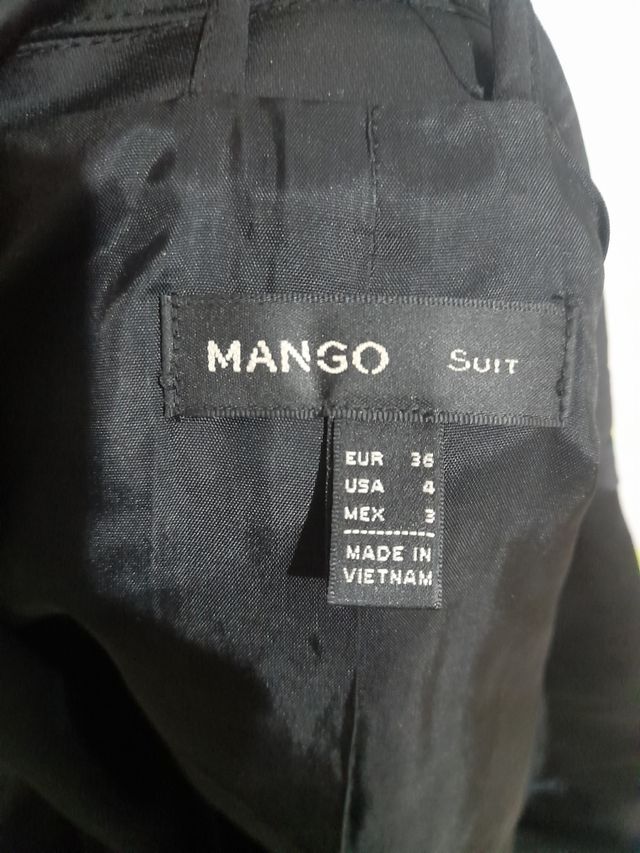 MANGO SUIT
EUR 36
USA 4
MEX 3
MADE IN
VIETNAM